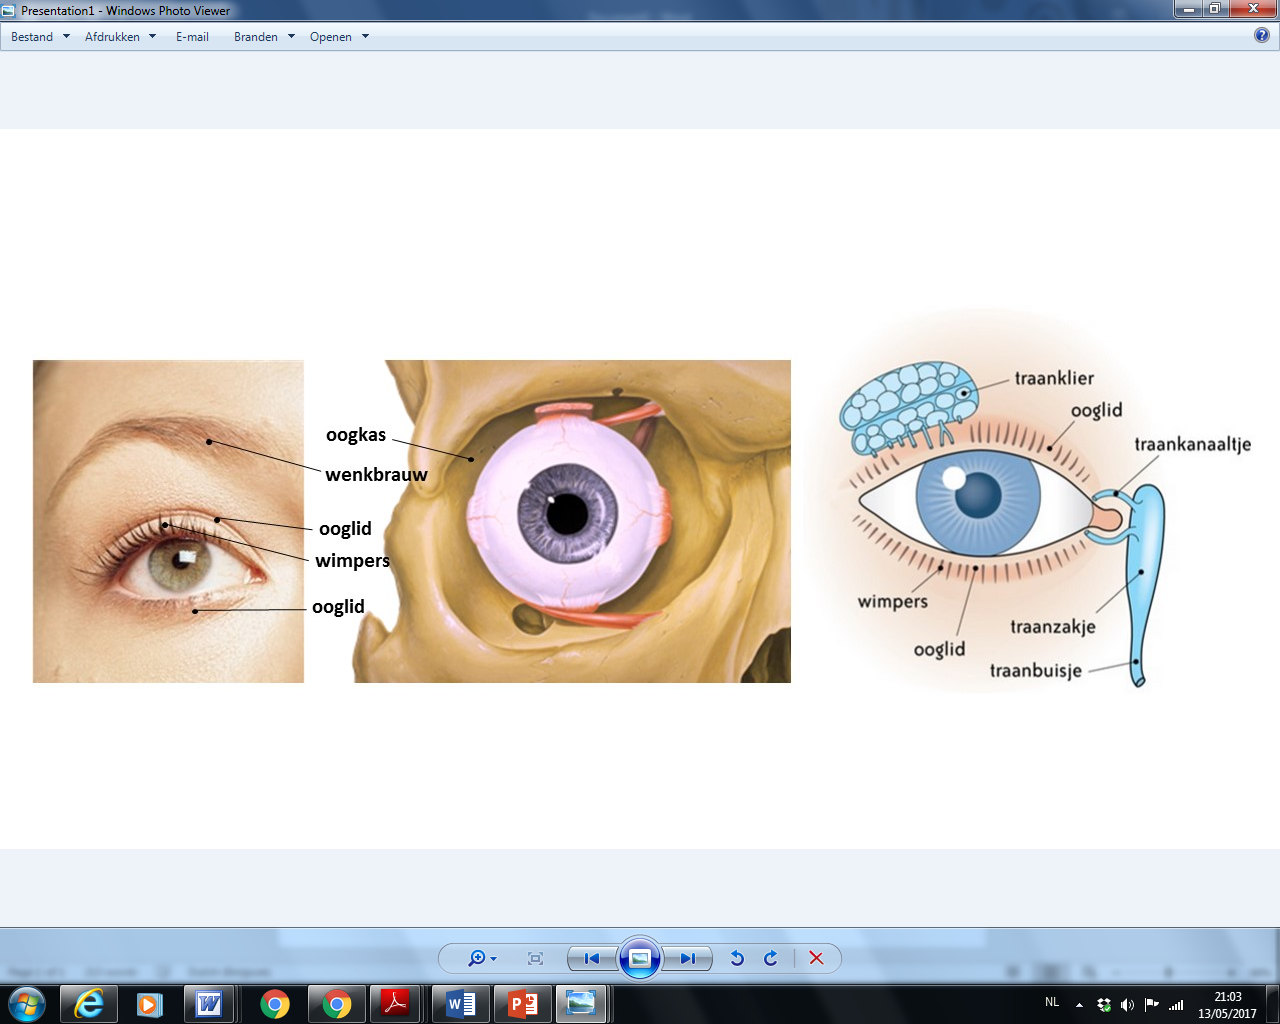 Presentation1 - Windows Photo Viewer
Bestand Afdrukken E-mail Branden Openen
oogkas
wenkbrauw
ooglid
wimpers
ooglid
traanklier
ooglid
traankanaaltje
wimpers
traanzakje
ooglid
traanbuisje
NL
21:03
13/05/2017